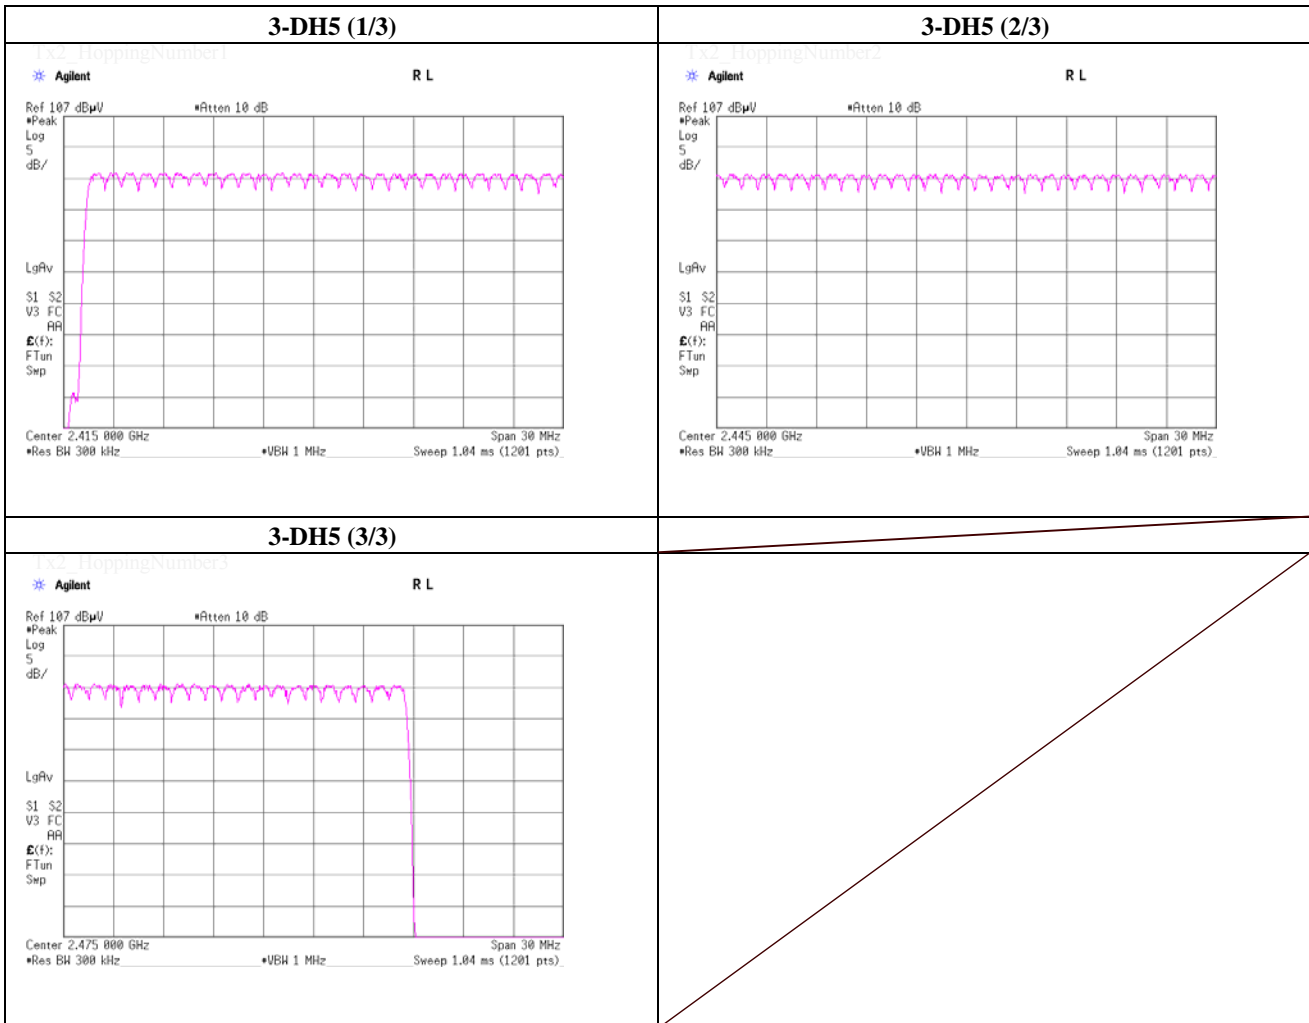 3-DH5 (1/3)
3-DH5 (2/3)
Tx2_HoppingNumber1
Agilent
R L
Ref 107 dBµV
#Atten 10 dB
#Peak
Log
5
dB/
LgAv
S1 S2
V3 FC
AA
£(f):
FTun
Swp
Center 2.415 000 GHz
Span 30 MHz
#Res BW 300 kHz
#VBW 1 MHz
Sweep 1.04 ms (1201 pts)
Tx2_HoppingNumber2
Agilent
R L
Ref 107 dBµV
#Atten 10 dB
#Peak
Log
5
dB/
LgAv
S1 S2
V3 FC
AA
£(f):
FTun
Swp
Center 2.445 000 GHz
Span 30 MHz
#Res BW 300 kHz
#VBW 1 MHz
Sweep 1.04 ms (1201 pts)
3-DH5 (3/3)
Tx2_HoppingNumber3
Agilent
R L
Ref 107 dBµV
#Atten 10 dB
#Peak
Log
5
dB/
LgAv
S1 S2
V3 FC
AA
£(f):
FTun
Swp
Center 2.475 000 GHz
Span 30 MHz
#Res BW 300 kHz
#VBW 1 MHz
Sweep 1.04 ms (1201 pts)